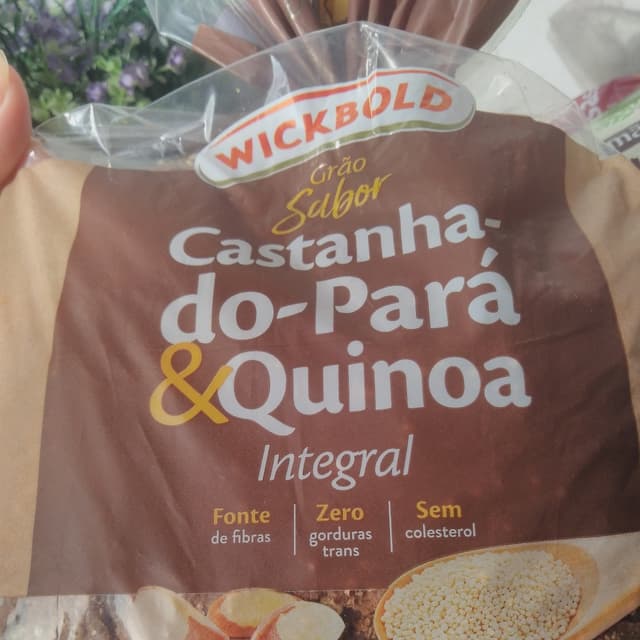 WICKBOLD
Grão
Sabor
Castanha-
do-Pará
&Quinoa
Integral
Fonte
de fibras
Zero
gorduras
trans
Sem
colesterol